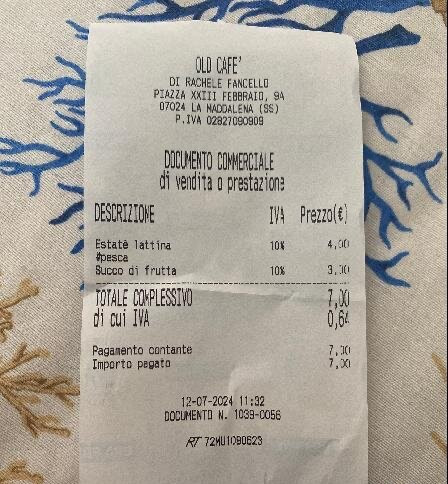 OLD CAFE'
DI RACHELE FANCELLO
PIAZZA XXIII FEBBRAIO, 94
07024 LA MADDALENA (SS)
P.IVA 02827090909
DOCUMENTO COMMERCIALE
di vendita o prestazione
DESCRIZIONE IVA Prezzo(€)
Estatè lattina 10% 4,00
#pesca
Succo di frutta 10% 3,00
TOTALE COMPLESSIVO 7,00
di cui IVA 0,64
Pagamento contante 7,00
Importo pagato 7,00
12-07-2024 11:32
DOCUMENTO N. 1039-0056
RT 72MU1090623